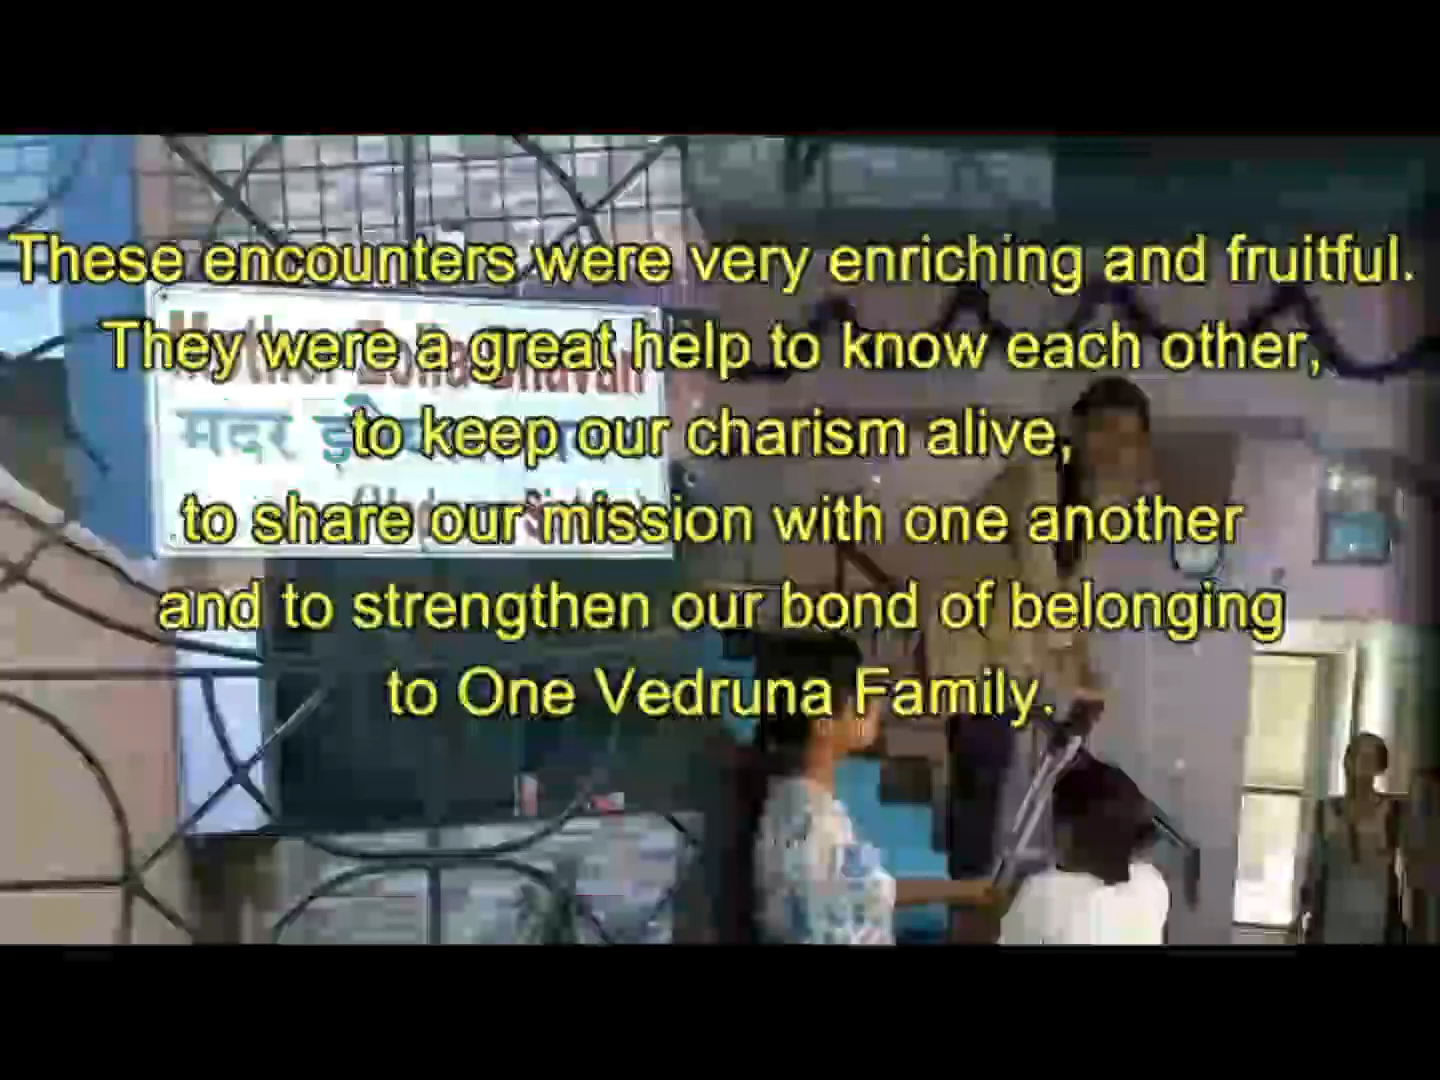 These encounters were very enriching and fruitful.
They were a great help to know each other,
to keep our charism alive,
to share our mission with one another
and to strengthen our bond of belonging
to One Vedruna Family.
Mother Bhavan
मदर